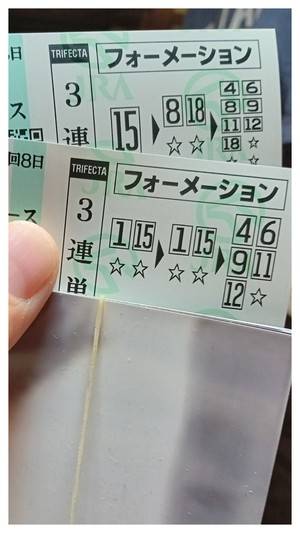 日
TRIFECTA
フォーメーション
ース
3連
15 ▶ 8 18 ▶ 4 6
8 9
11 12
18 ☆
☆ ☆ ☆ ☆
回8日
TRIFECTA
フォーメーション
ース
3連単
1 15 ▶ 1 15 ▶ 4 6
9 11
☆ ☆ ☆ ☆ 12 ☆